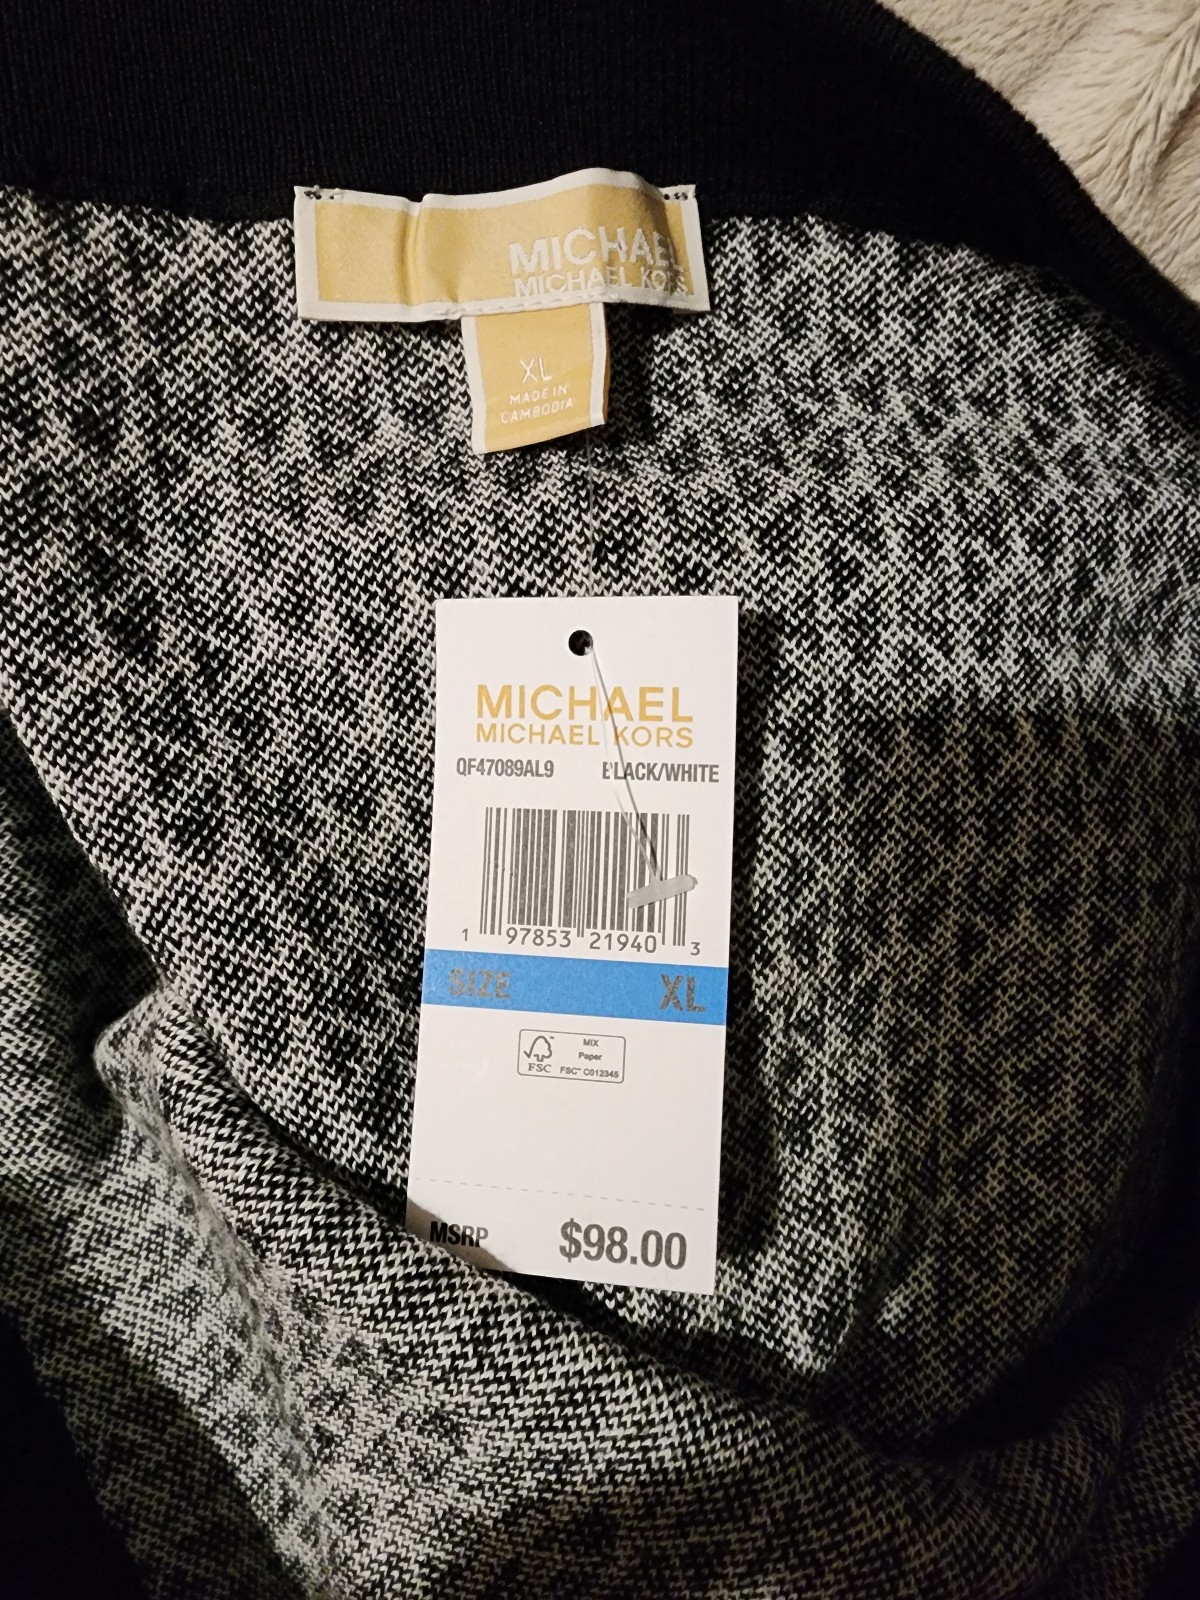 MICHAEL
MICHAEL KORS
XL
MADE IN
CAMBODIA
MICHAEL
MICHAEL KORS
QF47089AL9 BLACK/WHITE
1 97853 21940 3
SIZE XL
MIX
Paper
FSC FSC™ C012345
MSRP $98.00